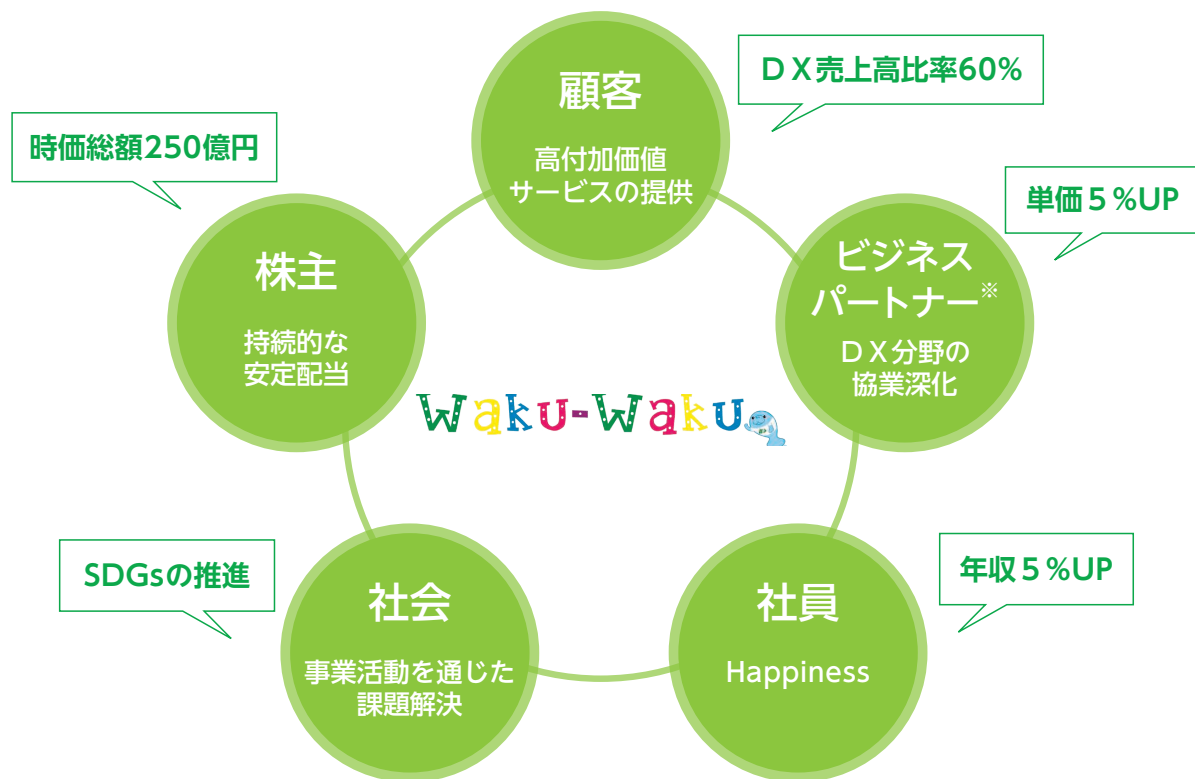 顧客
高付加価値
サービスの提供
ＤＸ売上高比率60%
ビジネス
パートナー※
ＤＸ分野の
協業深化
単価５%UP
社員
Happiness
年収５%UP
社会
事業活動を通じた
課題解決
SDGsの推進
株主
持続的な
安定配当
時価総額250億円
Waku-Waku